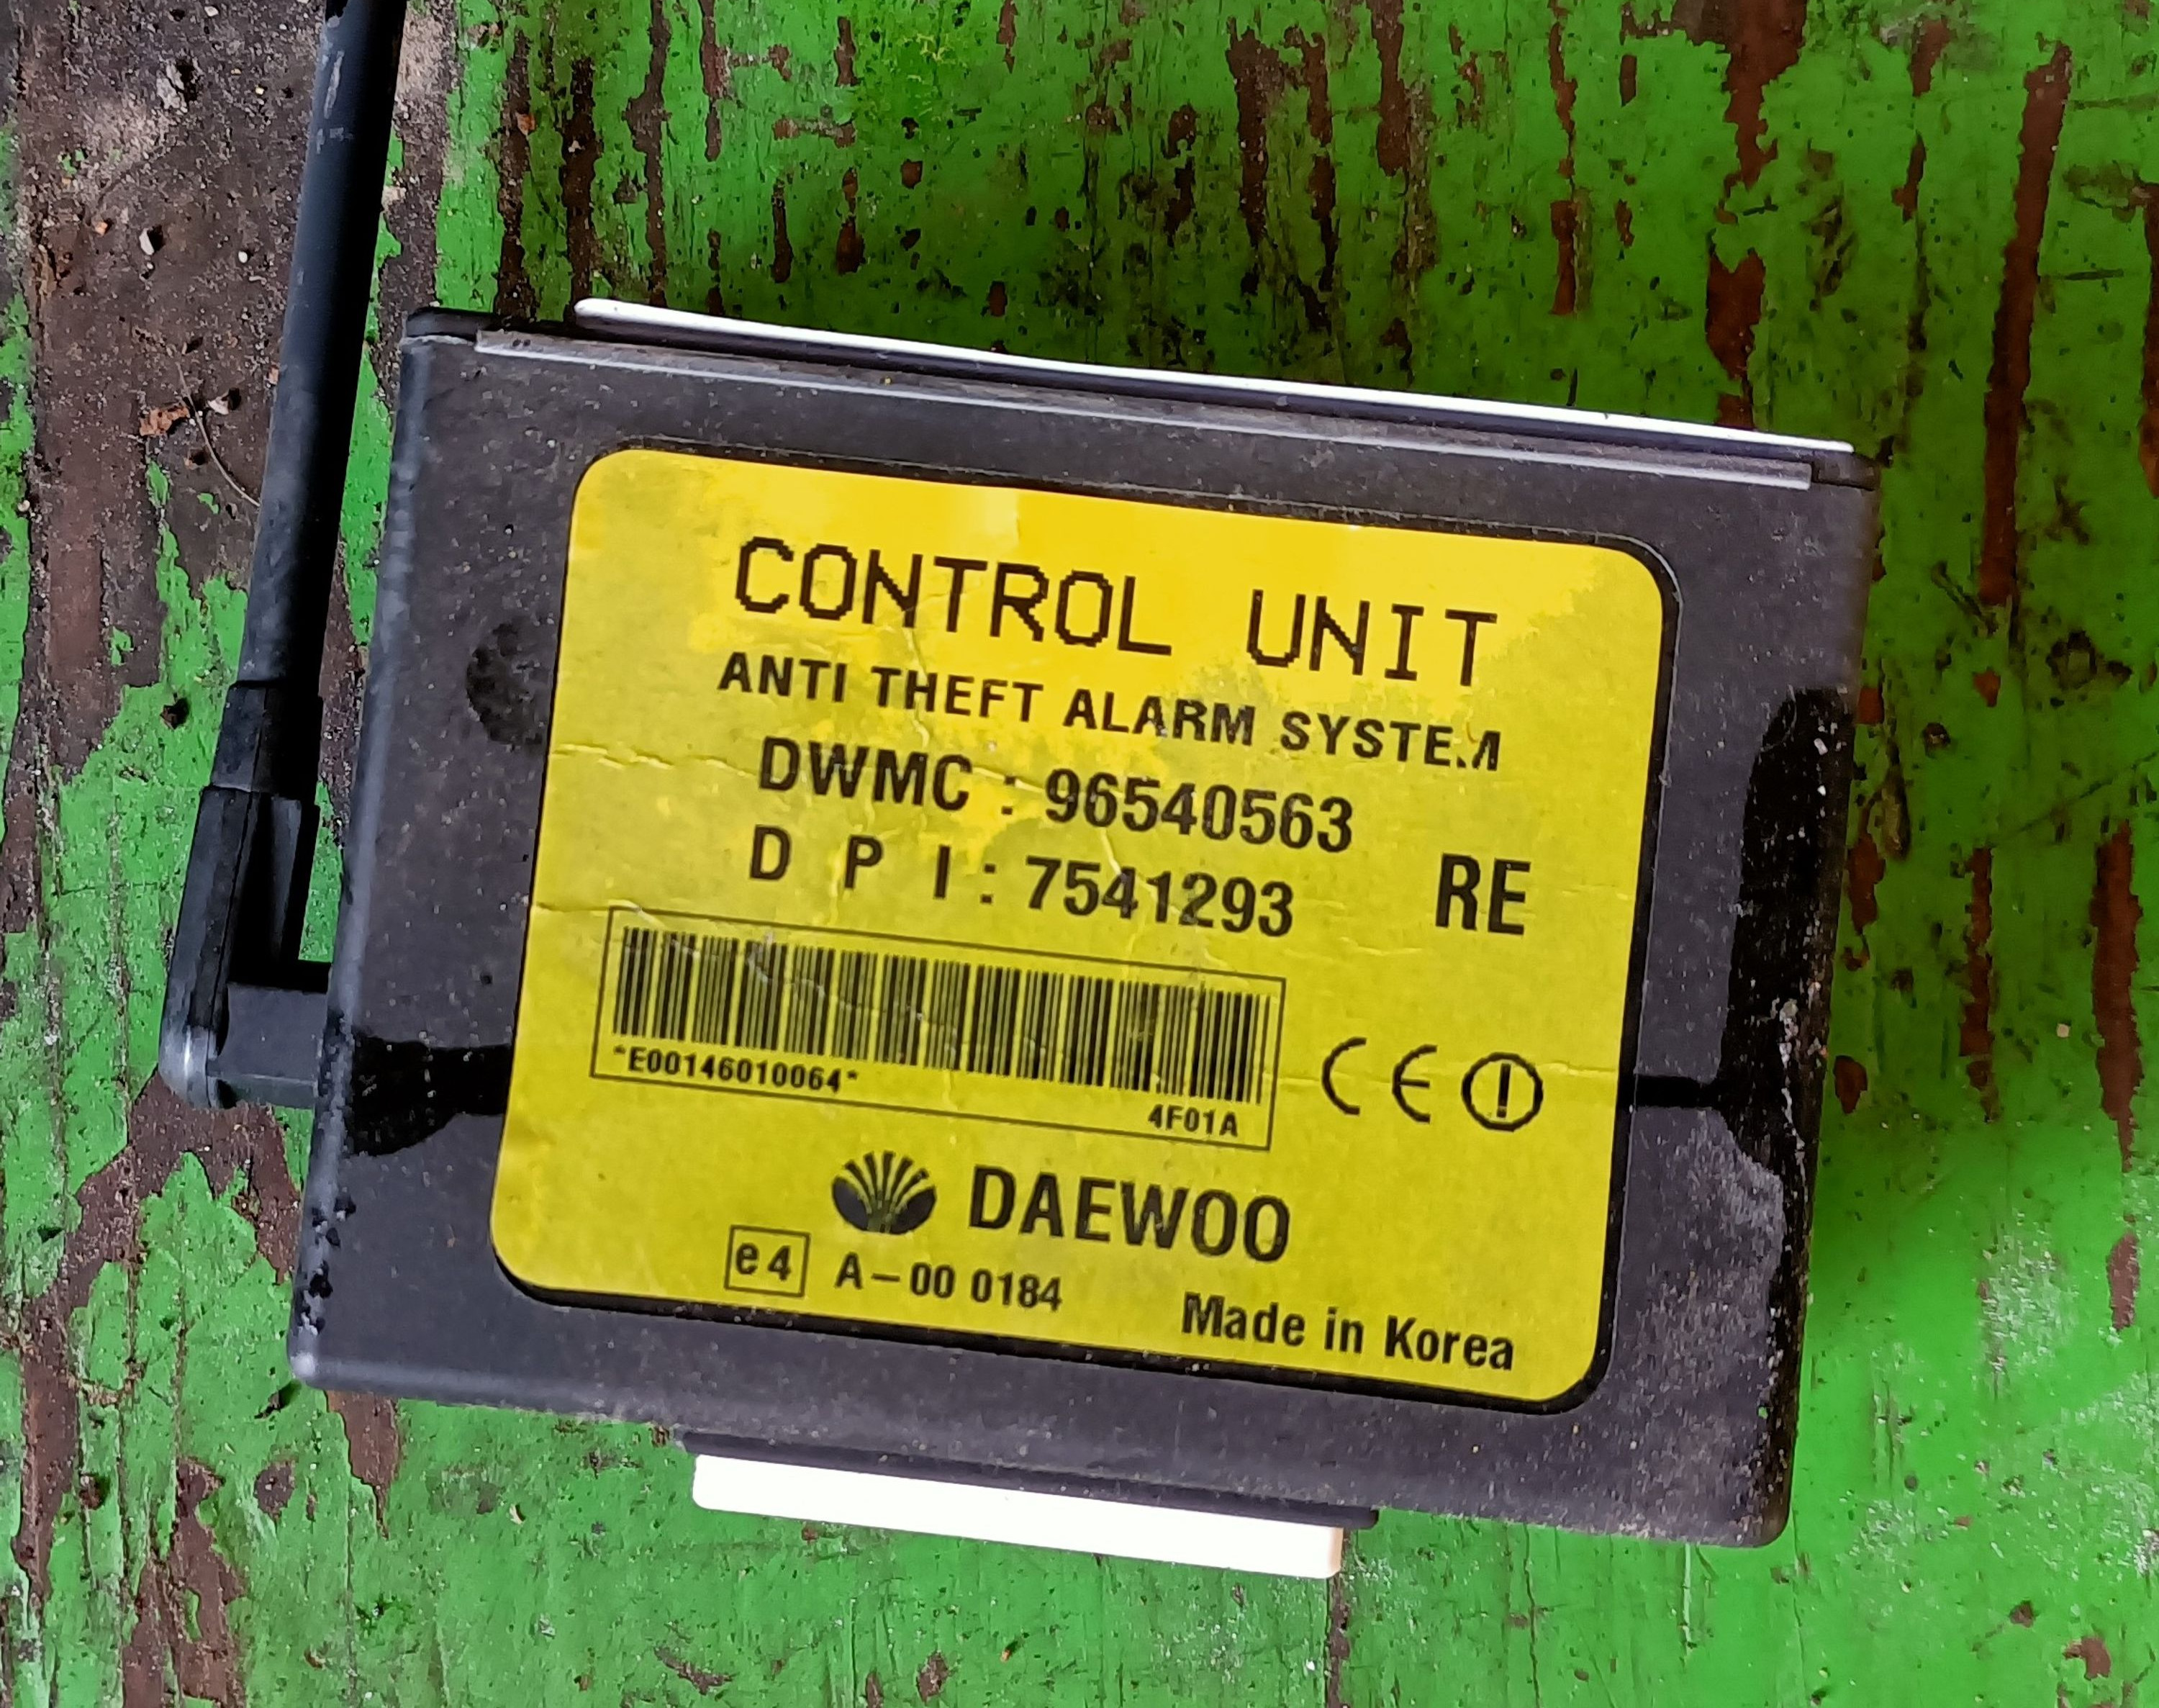 CONTROL UNIT
ANTI THEFT ALARM SYSTEM
DWMC : 96540563
D P I : 7541293 RE
*E00146010064*
4F01A
CE
DAEWOO
e4 A-00 0184
Made in Korea